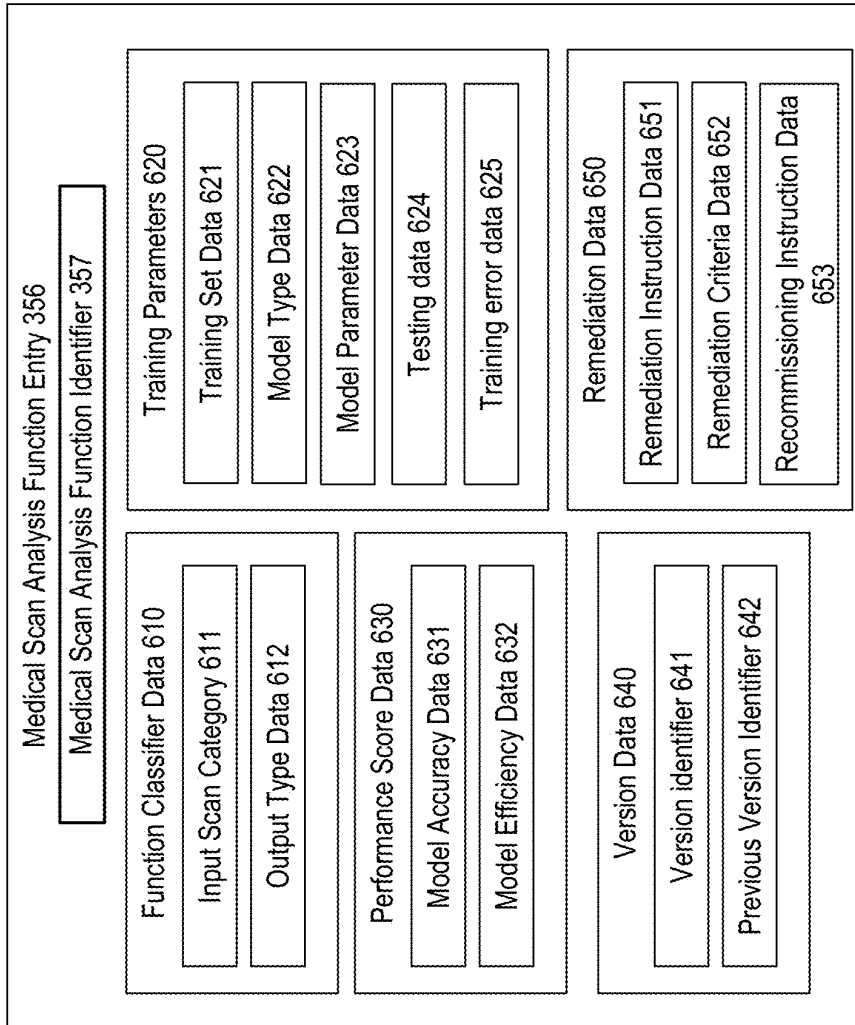 Medical Scan Analysis Function Entry 356
Medical Scan Analysis Function Identifier 357
Function Classifier Data 610
Input Scan Category 611
Output Type Data 612
Performance Score Data 630
Model Accuracy Data 631
Model Efficiency Data 632
Version Data 640
Version identifier 641
Previous Version Identifier 642
Training Parameters 620
Training Set Data 621
Model Type Data 622
Model Parameter Data 623
Testing data 624
Training error data 625
Remediation Data 650
Remediation Instruction Data 651
Remediation Criteria Data 652
Recommissioning Instruction Data
653